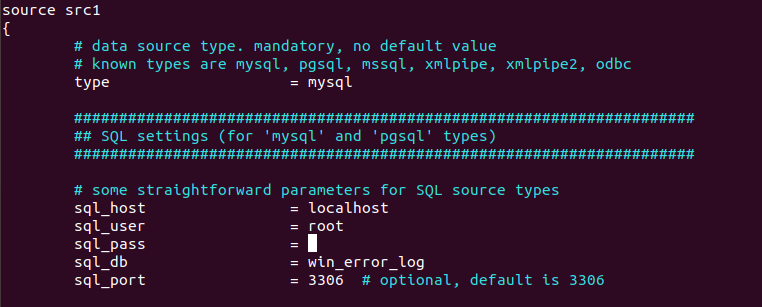 source src1
{
        # data source type. mandatory, no default value
        # known types are mysql, pgsql, mssql, xmlpipe, xmlpipe2, odbc
        type                    = mysql
        #####################################################################
        ## SQL settings (for 'mysql' and 'pgsql' types)
        #####################################################################
        # some straightforward parameters for SQL source types
        sql_host                = localhost
        sql_user                = root
        sql_pass                =
        sql_db                  = win_error_log
        sql_port                = 3306  # optional, default is 3306